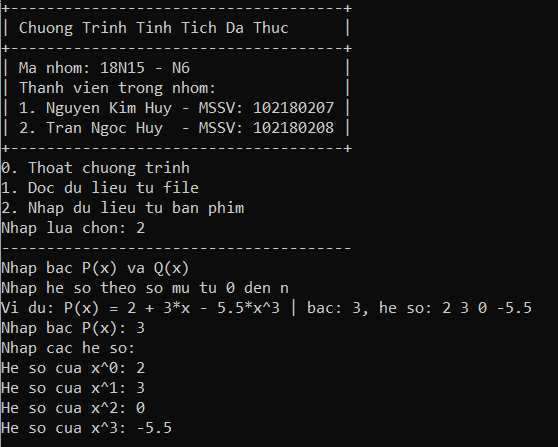 +------------------------------------+
| Chuong Trinh Tinh Tich Da Thuc      |
+------------------------------------+
| Ma nhom: 18N15 - N6                 |
| Thanh vien trong nhom:              |
| 1. Nguyen Kim Huy - MSSV: 102180207 |
| 2. Tran Ngoc Huy  - MSSV: 102180208 |
+------------------------------------+
0. Thoat chuong trinh
1. Doc du lieu tu file
2. Nhap du lieu tu ban phim
Nhap lua chon: 2
--------------------------------------
Nhap bac P(x) va Q(x)
Nhap he so theo so mu tu 0 den n
Vi du: P(x) = 2 + 3*x - 5.5*x^3 | bac: 3, he so: 2 3 0 -5.5
Nhap bac P(x): 3
Nhap cac he so:
He so cua x^0: 2
He so cua x^1: 3
He so cua x^2: 0
He so cua x^3: -5.5